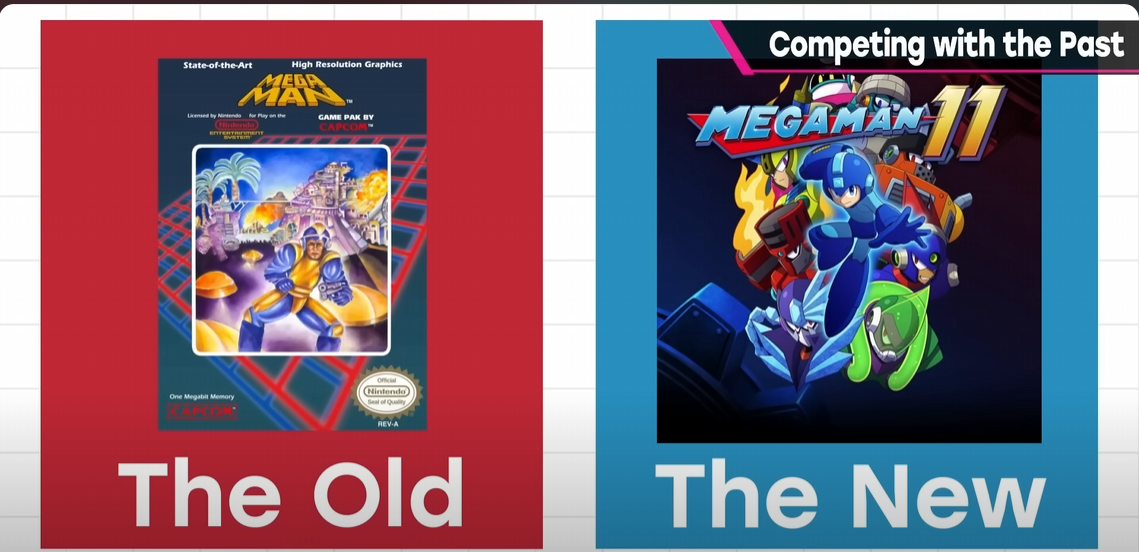 Competing with the Past
State-of-the-Art High Resolution Graphics
MEGA
MAN™
Licensed by Nintendo for Play on the
Nintendo
ENTERTAINMENT
SYSTEM
GAME PAK BY
CAPCOM™
One Megabit Memory
CAPCOM
Official
Nintendo
Seal of Quality
REV-A
The Old
MEGAMAN 11
The New